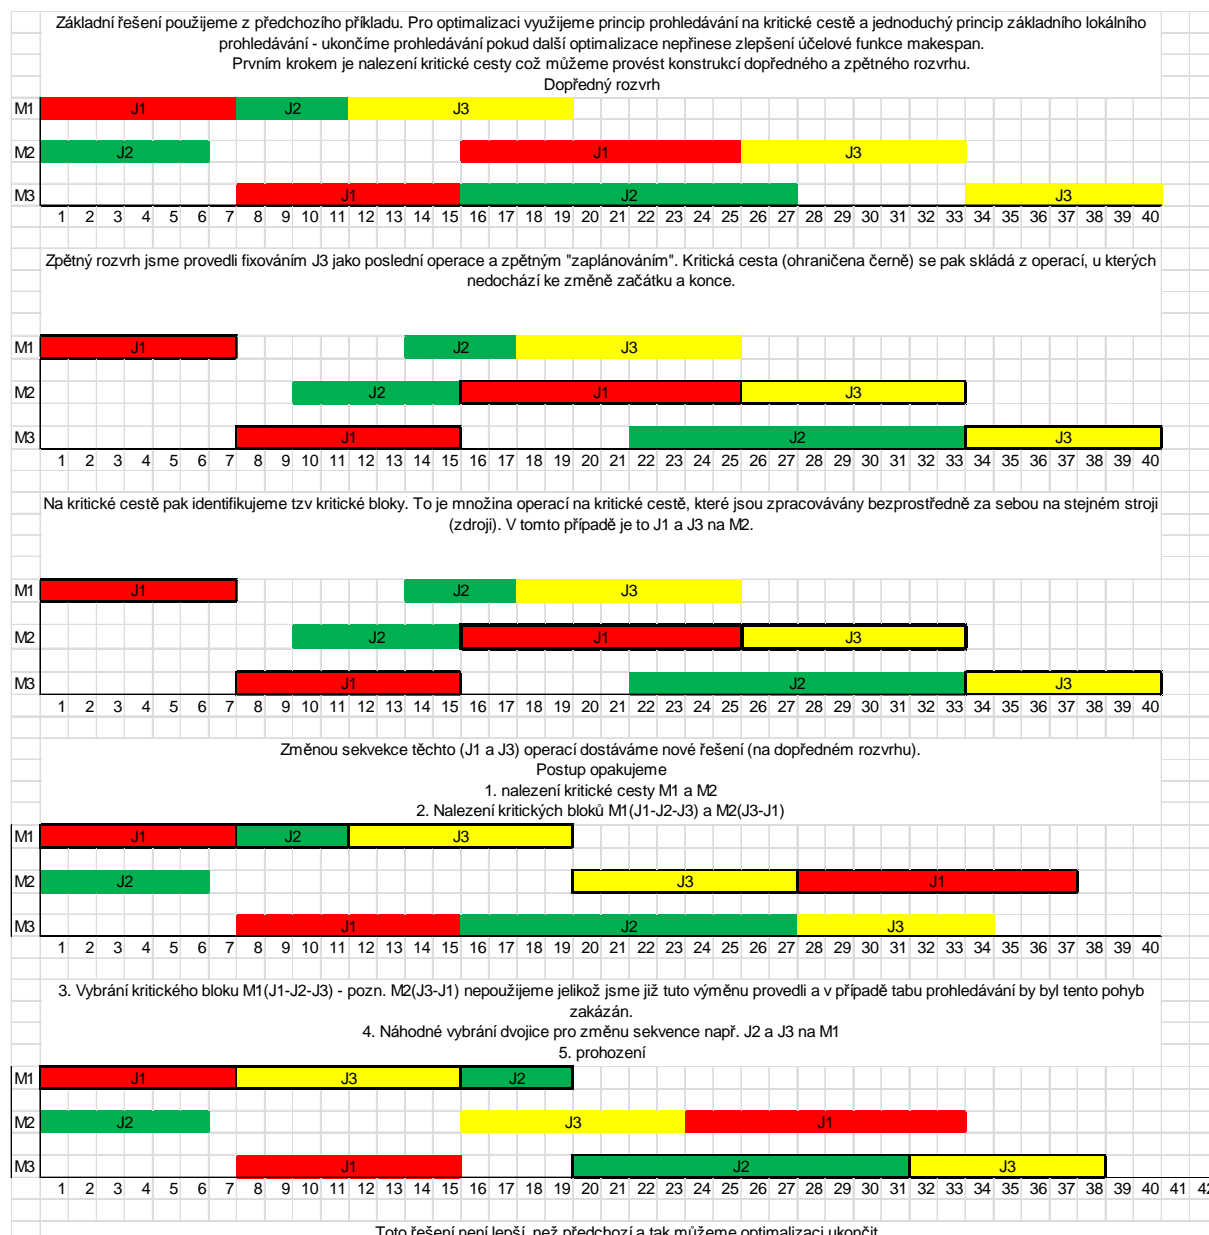 Základní řešení použijeme z předchozího příkladu. Pro optimalizaci využijeme princip prohledávání na kritické cestě a jednoduchý princip základního lokálního
prohledávání - ukončíme prohledávání pokud další optimalizace nepřinese zlepšení účelové funkce makespan.
Prvním krokem je nalezení kritické cesty což můžeme provést konstrukcí dopředného a zpětného rozvrhu.
Dopředný rozvrh
M1 J1 J2 J3
M2 J2 J1 J3
M3 J1 J2 J3
1 2 3 4 5 6 7 8 9 10 11 12 13 14 15 16 17 18 19 20 21 22 23 24 25 26 27 28 29 30 31 32 33 34 35 36 37 38 39 40
Zpětný rozvrh jsme provedli fixováním J3 jako poslední operace a zpětným "zaplánováním". Kritická cesta (ohraničena černě) se pak skládá z operací, u kterých
nedochází ke změně začátku a konce.
M1 J1 J2 J3
M2 J2 J1 J3
M3 J1 J2 J3
1 2 3 4 5 6 7 8 9 10 11 12 13 14 15 16 17 18 19 20 21 22 23 24 25 26 27 28 29 30 31 32 33 34 35 36 37 38 39 40
Na kritické cestě pak identifikujeme tzv kritické bloky. To je množina operací na kritické cestě, které jsou zpracovávány bezprostředně za sebou na stejném stroji
(zdroji). V tomto případě je to J1 a J3 na M2.
M1 J1 J2 J3
M2 J2 J1 J3
M3 J1 J2 J3
1 2 3 4 5 6 7 8 9 10 11 12 13 14 15 16 17 18 19 20 21 22 23 24 25 26 27 28 29 30 31 32 33 34 35 36 37 38 39 40
Změnou sekvekce těchto (J1 a J3) operací dostáváme nové řešení (na dopředném rozvrhu).
Postup opakujeme
1. nalezení kritické cesty M1 a M2
2. Nalezení kritických bloků M1(J1-J2-J3) a M2(J3-J1)
M1 J1 J2 J3
M2 J2 J3 J1
M3 J1 J2 J3
1 2 3 4 5 6 7 8 9 10 11 12 13 14 15 16 17 18 19 20 21 22 23 24 25 26 27 28 29 30 31 32 33 34 35 36 37 38 39 40
3. Vybrání kritického bloku M1(J1-J2-J3) - pozn. M2(J3-J1) nepoužijeme jelikož jsme již tuto výměnu provedli a v případě tabu prohledávání by byl tento pohyb
zakázán.
4. Náhodné vybrání dvojice pro změnu sekvence např. J2 a J3 na M1
5. prohození
M1 J1 J3 J2
M2 J2 J3 J1
M3 J1 J2 J3
1 2 3 4 5 6 7 8 9 10 11 12 13 14 15 16 17 18 19 20 21 22 23 24 25 26 27 28 29 30 31 32 33 34 35 36 37 38 39 40 41 42
Toto řešení není lepší, než předchozí a tak můžeme optimalizaci ukončit